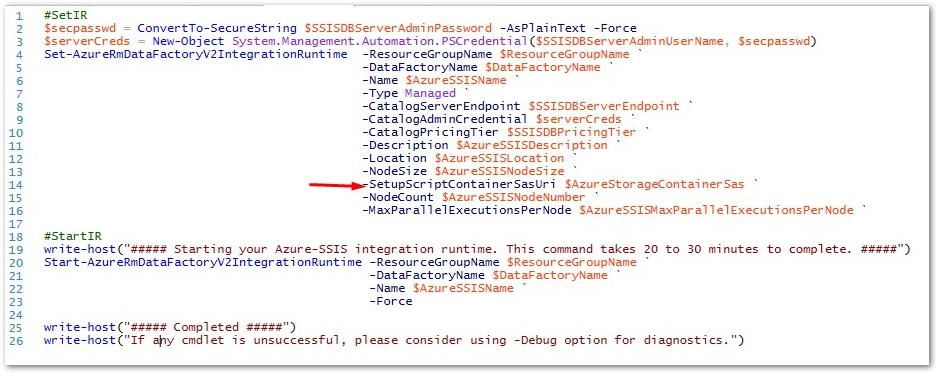 1 #SetIR
2 $secpasswd = ConvertTo-SecureString $SSISDBServerAdminPassword -AsPlainText -Force
3 $serverCreds = New-Object System.Management.Automation.PSCredential($SSISDBServerAdminUserName, $secpasswd)
4 Set-AzureRmDataFactoryV2IntegrationRuntime -ResourceGroupName $ResourceGroupName `
5 -DataFactoryName $DataFactoryName `
6 -Name $AzureSSISName `
7 -Type Managed `
8 -CatalogServerEndpoint $SSISDBServerEndpoint `
9 -CatalogAdminCredential $serverCreds `
10 -CatalogPricingTier $SSISDBPricingTier `
11 -Description $AzureSSISDescription `
12 -Location $AzureSSISLocation `
13 -NodeSize $AzureSSISNodeSize `
14 -SetupScriptContainerSasUri $AzureStorageContainerSas `
15 -NodeCount $AzureSSISNodeNumber `
16 -MaxParallelExecutionsPerNode $AzureSSISMaxParallelExecutionsPerNode `
17
18 #StartIR
19 write-host("##### Starting your Azure-SSIS integration runtime. This command takes 20 to 30 minutes to complete. #####")
20 Start-AzureRmDataFactoryV2IntegrationRuntime -ResourceGroupName $ResourceGroupName `
21 -DataFactoryName $DataFactoryName `
22 -Name $AzureSSISName `
23 -Force
24
25 write-host("##### Completed #####")
26 write-host("If any cmdlet is unsuccessful, please consider using -Debug option for diagnostics.")